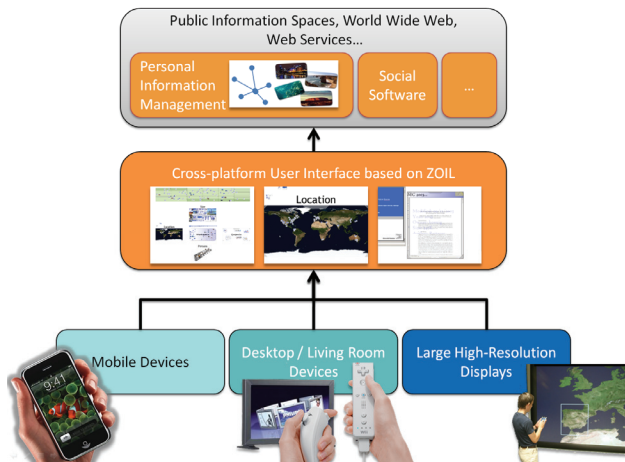 Public Information Spaces, World Wide Web,
Web Services...
Personal
Information
Management
Social
Software
...
Cross-platform User Interface based on ZOIL
Location
Mobile Devices
Desktop / Living Room
Devices
Large High-Resolution
Displays
9:41